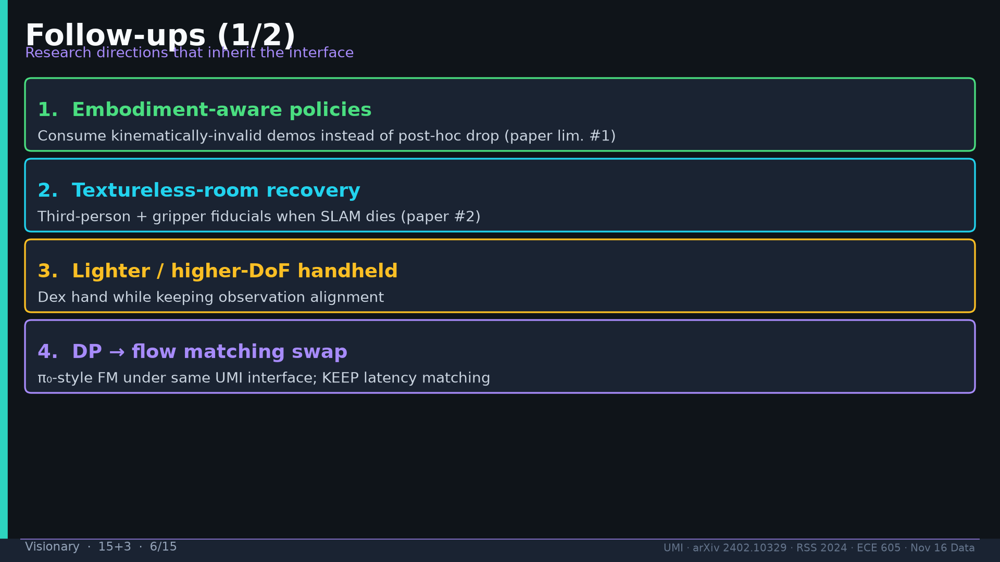 Follow-ups (1/2)
Research directions that inherit the interface
1. Embodiment-aware policies
Consume kinematically-invalid demos instead of post-hoc drop (paper lim. #1)
2. Textureless-room recovery
Third-person + gripper fiducials when SLAM dies (paper #2)
3. Lighter / higher-DoF handheld
Dex hand while keeping observation alignment
4. DP → flow matching swap
π₀-style FM under same UMI interface; KEEP latency matching
Visionary · 15+3 · 6/15
UMI · arXiv 2402.10329 · RSS 2024 · ECE 605 · Nov 16 Data